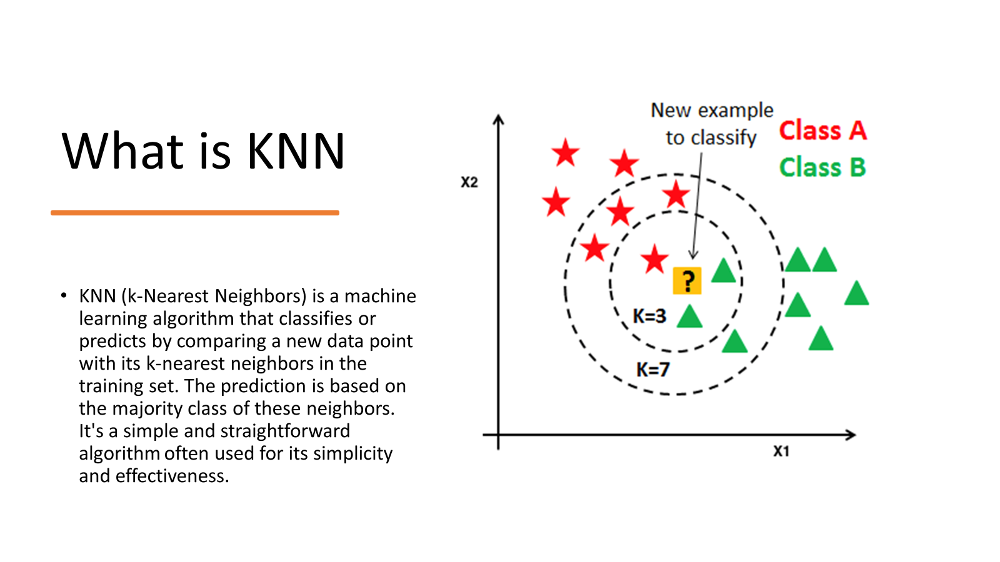 What is KNN
• KNN (k-Nearest Neighbors) is a machine
learning algorithm that classifies or
predicts by comparing a new data point
with its k-nearest neighbors in the
training set. The prediction is based on
the majority class of these neighbors.
It's a simple and straightforward
algorithm often used for its simplicity
and effectiveness.
New example
to classify
Class A
Class B
X2
?
K=3
K=7
X1